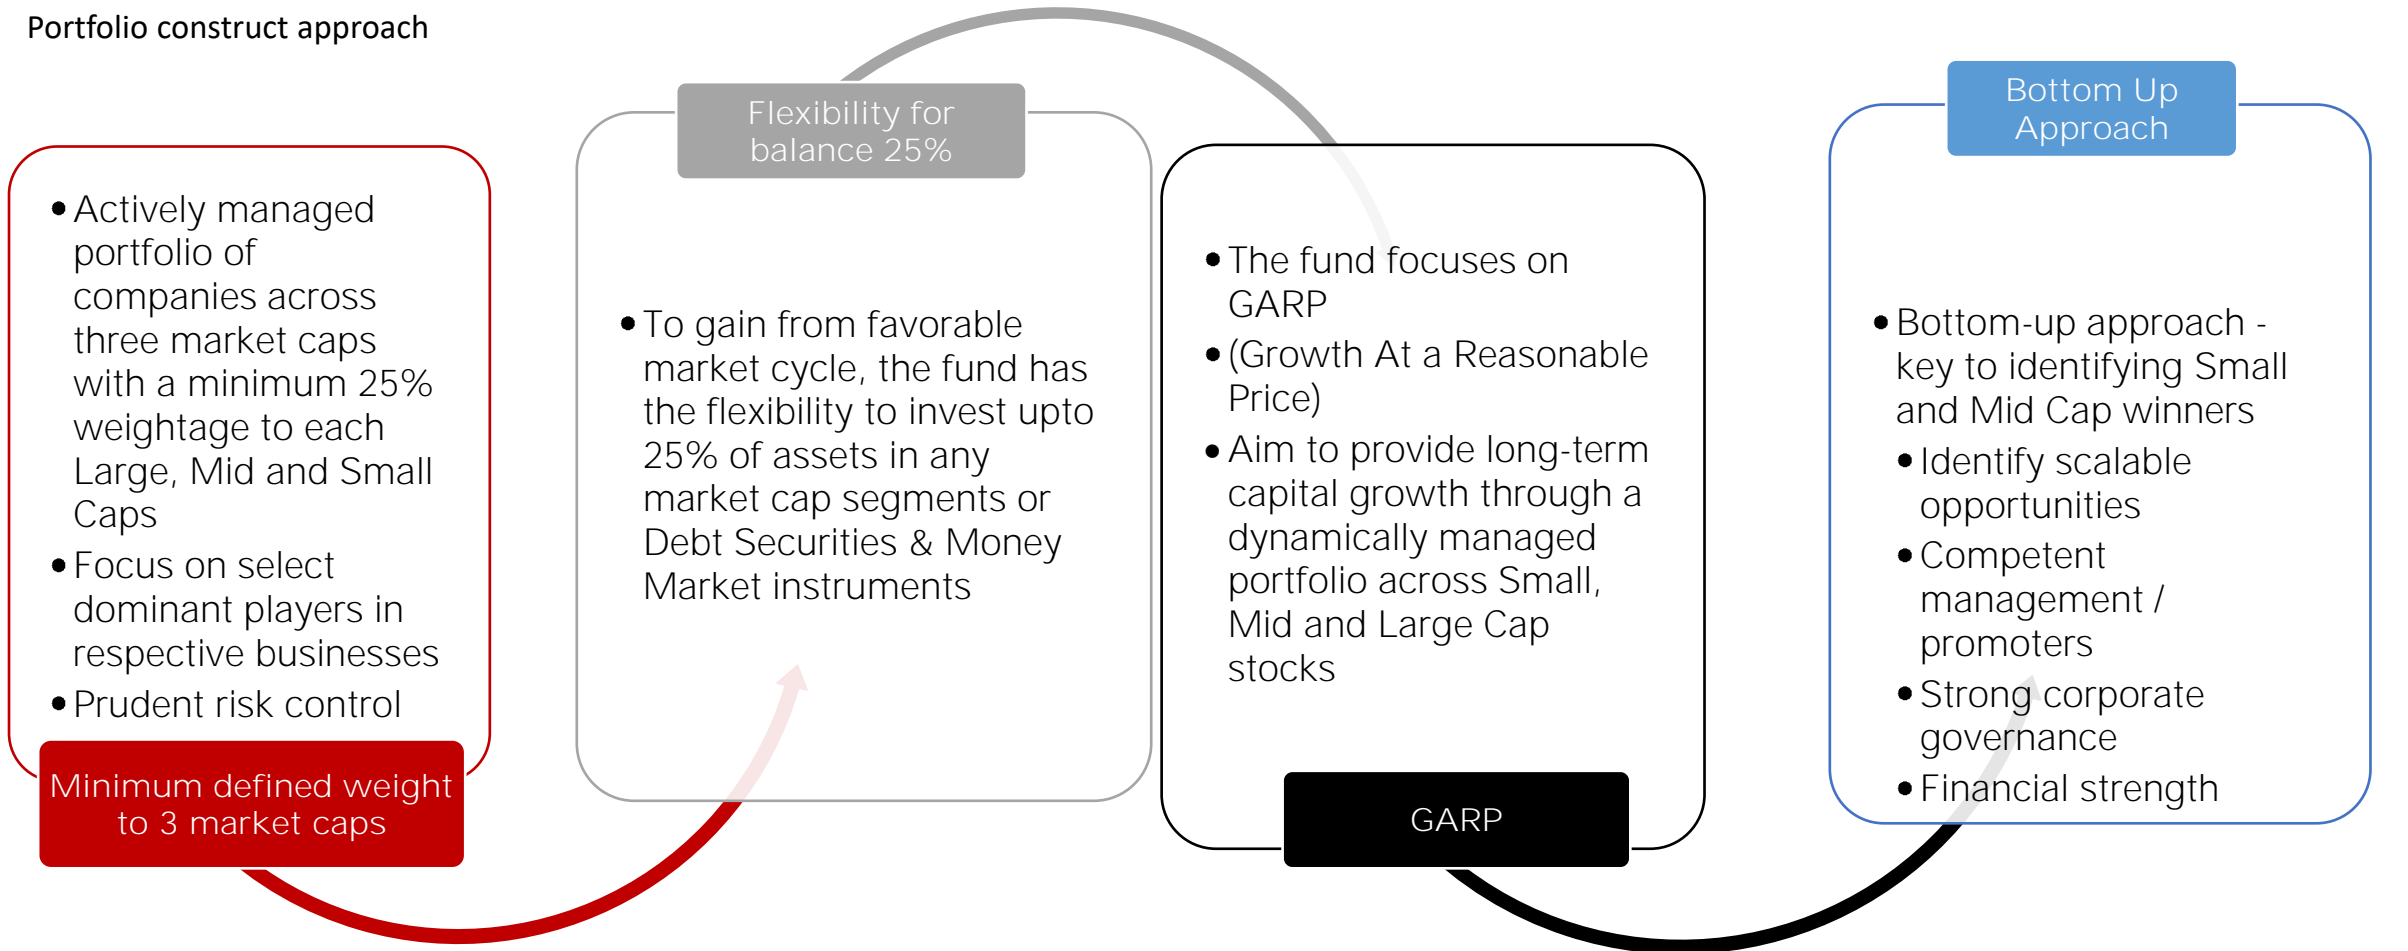 Portfolio construct approach
• Actively managed
portfolio of
companies across
three market caps
with a minimum 25%
weightage to each
Large, Mid and Small
Caps
• Focus on select
dominant players in
respective businesses
• Prudent risk control
Minimum defined weight
to 3 market caps
Flexibility for
balance 25%
• To gain from favorable
market cycle, the fund has
the flexibility to invest upto
25% of assets in any
market cap segments or
Debt Securities & Money
Market instruments
• The fund focuses on
GARP
• (Growth At a Reasonable
Price)
• Aim to provide long-term
capital growth through a
dynamically managed
portfolio across Small,
Mid and Large Cap
stocks
GARP
Bottom Up
Approach
• Bottom-up approach -
key to identifying Small
and Mid Cap winners
• Identify scalable
opportunities
• Competent
management /
promoters
• Strong corporate
governance
• Financial strength